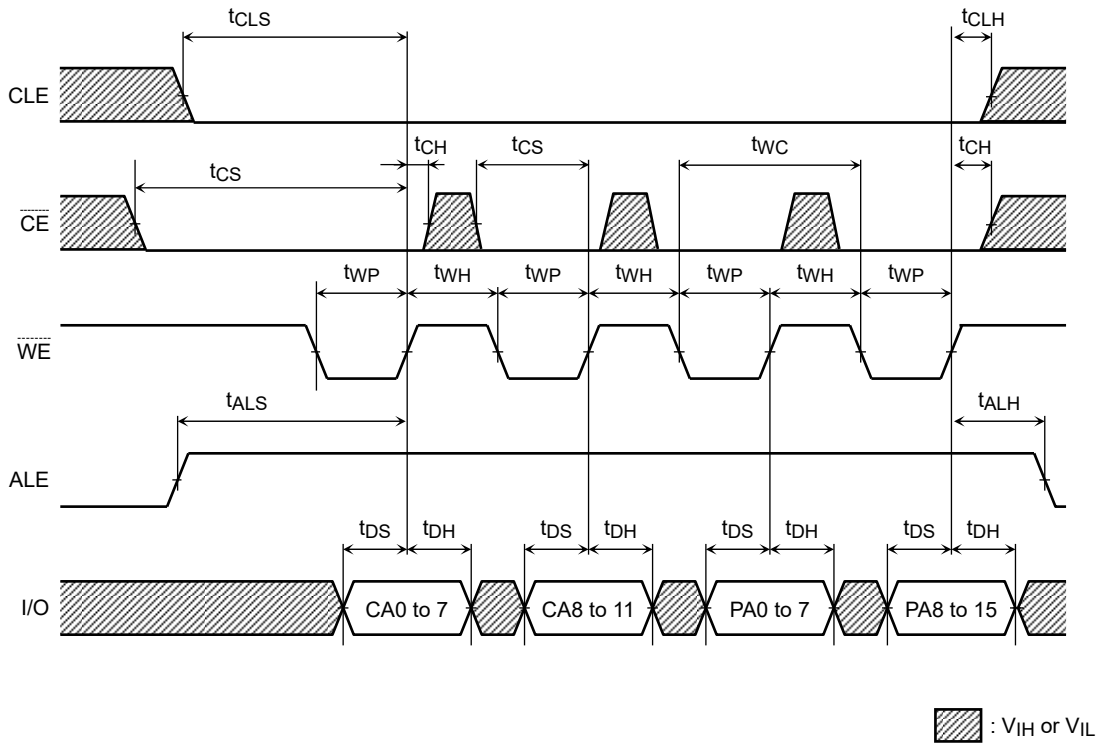 tCLS
tCLH
CLE
tCH
tCS
tWC
tCH
tCS
CE
tWP
tWH
tWP
tWH
tWP
tWH
tWP
WE
tALS
tALH
ALE
tDS
tDH
tDS
tDH
tDS
tDH
tDS
tDH
I/O
CA0 to 7
CA8 to 11
PA0 to 7
PA8 to 15
: VIH or VIL